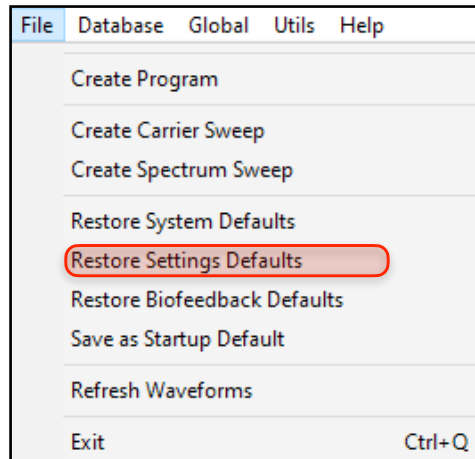 File Database Global Utils Help
Create Program
Create Carrier Sweep
Create Spectrum Sweep
Restore System Defaults
Restore Settings Defaults
Restore Biofeedback Defaults
Save as Startup Default
Refresh Waveforms
Exit Ctrl+Q